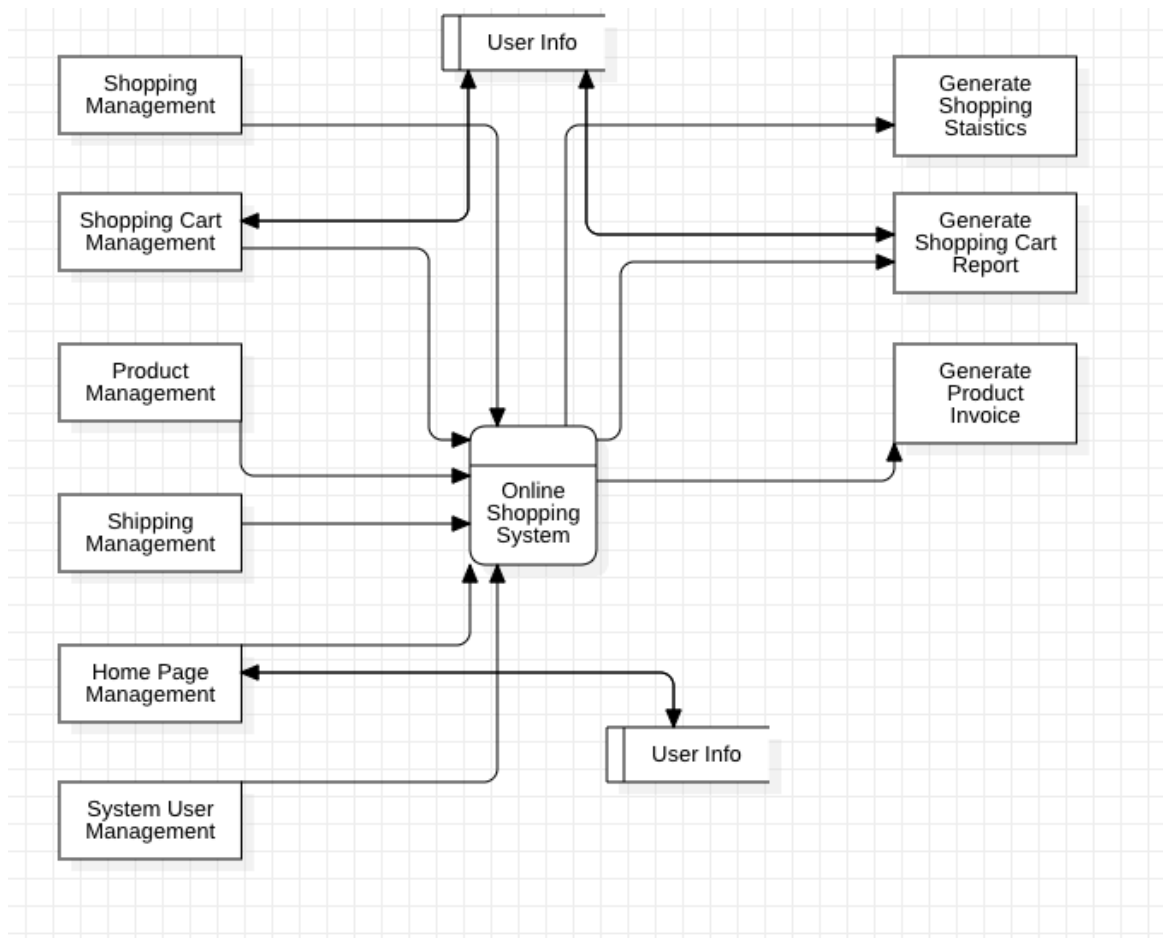 User Info
Shopping
Management
Generate
Shopping
Staistics
Shopping Cart
Management
Generate
Shopping Cart
Report
Product
Management
Generate
Product
Invoice
Online
Shopping
System
Shipping
Management
Home Page
Management
User Info
System User
Management